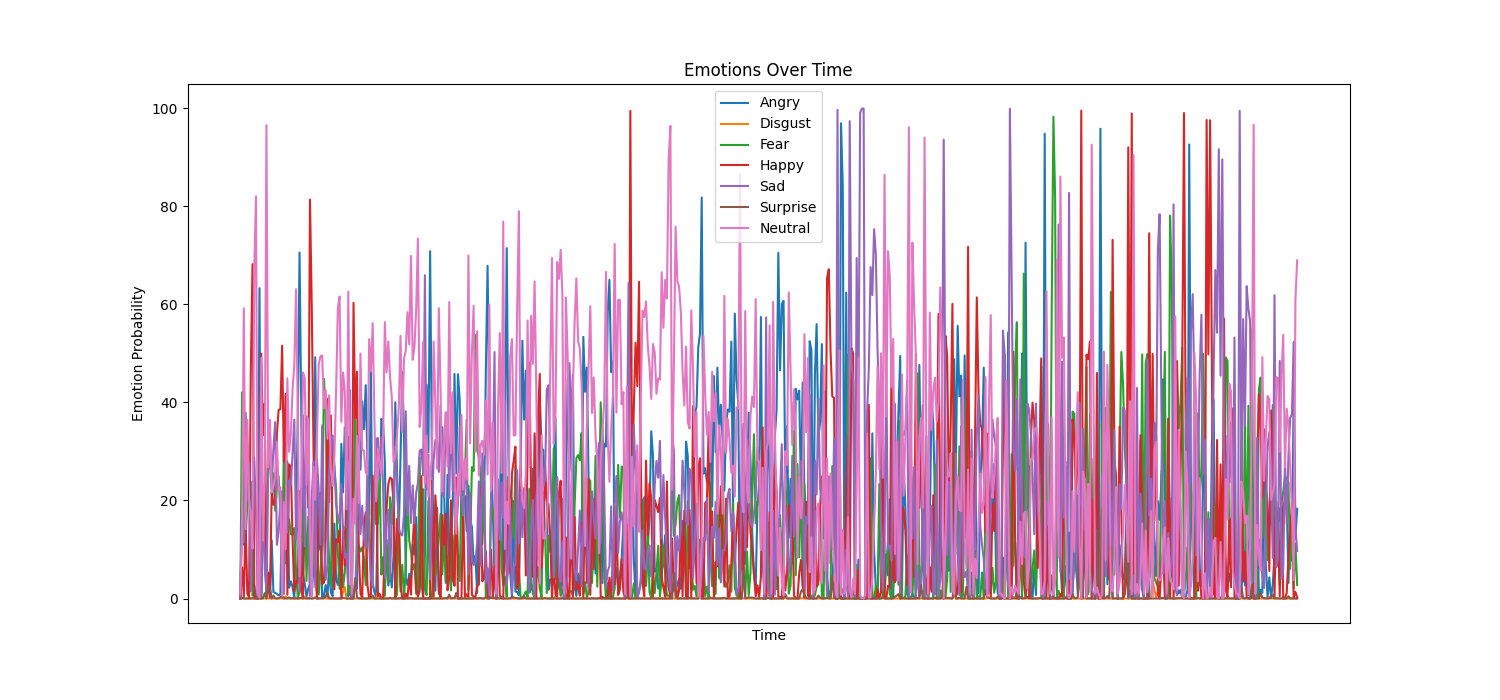 Emotions Over Time
Angry
Disgust
Fear
Happy
Sad
Surprise
Neutral
Emotion Probability
100
80
60
40
20
0
Time